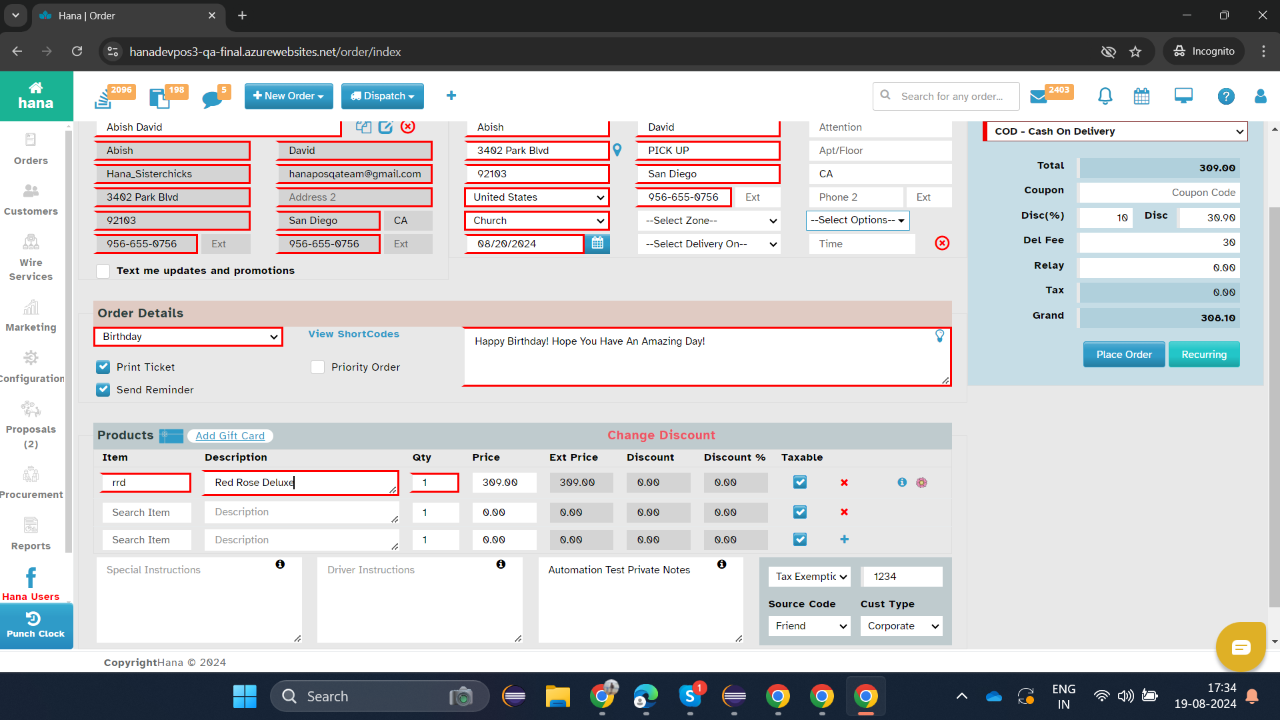 Hana | Order
hanadevpos3-qa-final.azurewebsites.net/order/index
Incognito
hana
2096
198
5
New Order
Dispatch
Search for any order...
2403
Orders
Customers
Wire
Services
Marketing
Configuration
Proposals
(2)
Procurement
Reports
Hana Users
Punch Clock
Abish David
Abish
David
Attention
COD - Cash On Delivery
Abish
David
3402 Park Blvd
PICK UP
Apt/Floor
Total
309.00
Hana_Sisterchicks
hanaposqateam@gmail.com
92103
San Diego
CA
Coupon
Coupon Code
3402 Park Blvd
Address 2
United States
956-655-0756
Ext
Phone 2
Ext
Disc(%)
10
Disc
30.90
92103
San Diego
CA
Church
--Select Zone--
--Select Options--
Del Fee
30
956-655-0756
Ext
956-655-0756
Ext
08/20/2024
--Select Delivery On--
Time
Relay
0.00
Text me updates and promotions
Tax
0.00
Grand
308.10
Place Order
Recurring
Order Details
Birthday
View ShortCodes
Happy Birthday! Hope You Have An Amazing Day!
Print Ticket
Priority Order
Send Reminder
Products
Add Gift Card
Change Discount
Item
Description
Qty
Price
Ext Price
Discount
Discount %
Taxable
rrd
Red Rose Deluxe
1
309.00
309.00
0.00
0.00
Search Item
Description
1
0.00
0.00
0.00
0.00
Search Item
Description
1
0.00
0.00
0.00
0.00
Special Instructions
Driver Instructions
Automation Test Private Notes
Tax Exemptic
1234
Source Code
Cust Type
Friend
Corporate
CopyrightHana © 2024
Search
1
ENG
IN
17:34
19-08-2024